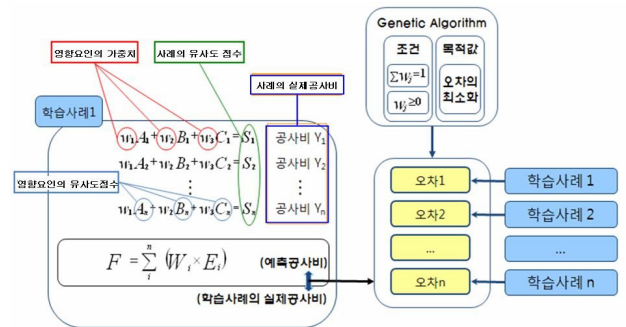 Genetic Algorithm
조건
목적값
∑w_j=1
w_j≥0
오차의
최소화
영향요인의 가중치
사례의 유사도 점수
사례의 실제공사비
학습사례1
w₁A₁+w₂B₁+w₃C₁=S₁ 공사비 Y₁
w₁A₂+w₂B₂+w₃C₂=S₂ 공사비 Y₂
⋮ ⋮
영향요인의 유사도점수
w₁Aₙ+w₂Bₙ+w₃Cₙ=Sₙ 공사비 Yₙ
F = ∑ᵢⁿ (Wᵢ×Eᵢ)
(예측공사비)
(학습사례의 실제공사비)
오차1 학습사례 1
오차2 학습사례 2
... ...
오차n 학습사례 n